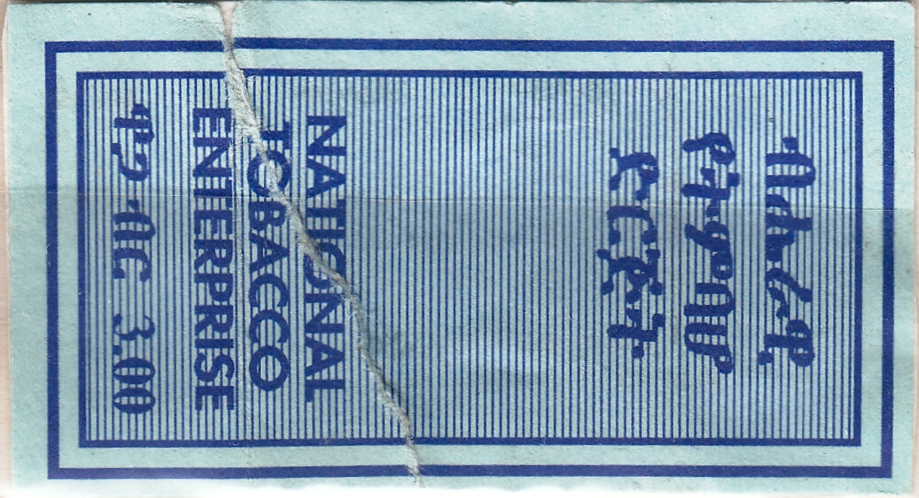 ብሔራዊ
የትምባሆ
ድርጅት
NATIONAL
TOBACCO
ENTERPRISE
ዋጋ ብር 3.00